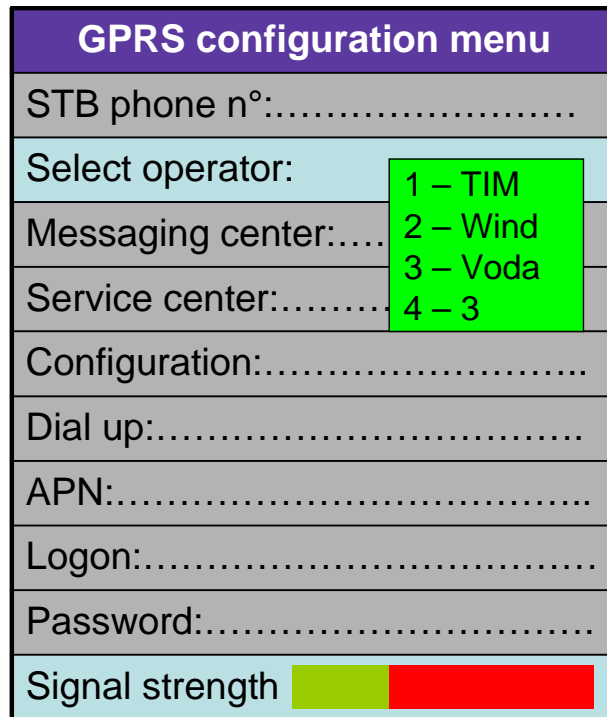 GPRS configuration menu
STB phone n°:……………………
Select operator:
1 – TIM
2 – Wind
3 – Voda
4 – 3
Messaging center:….
Service center:………
Configuration:……………………..
Dial up:…………………………….
APN:………………………………..
Logon:……………………………….
Password:………………………….
Signal strength